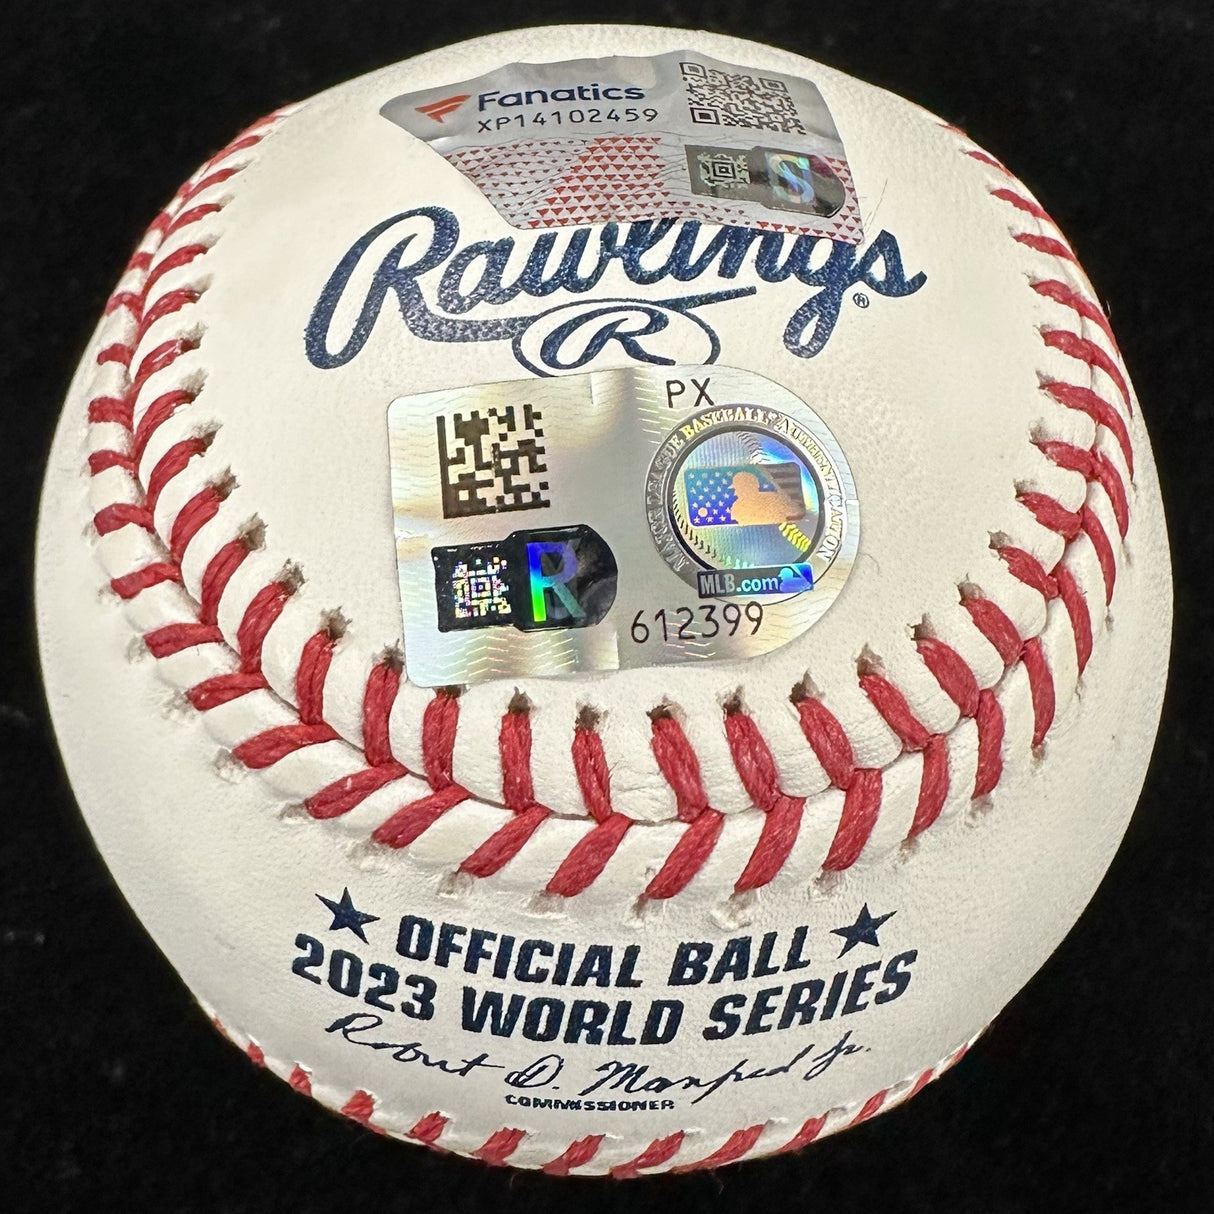 Fanatics
XP14102459
S
Rawlings
®
R
PX
MAJOR LEAGUE BASEBALL AUTHENTICATION
R
MLB.com
612399
OFFICIAL BALL
2023 WORLD SERIES
Robert D. Manfred Jr.
COMMISSIONER